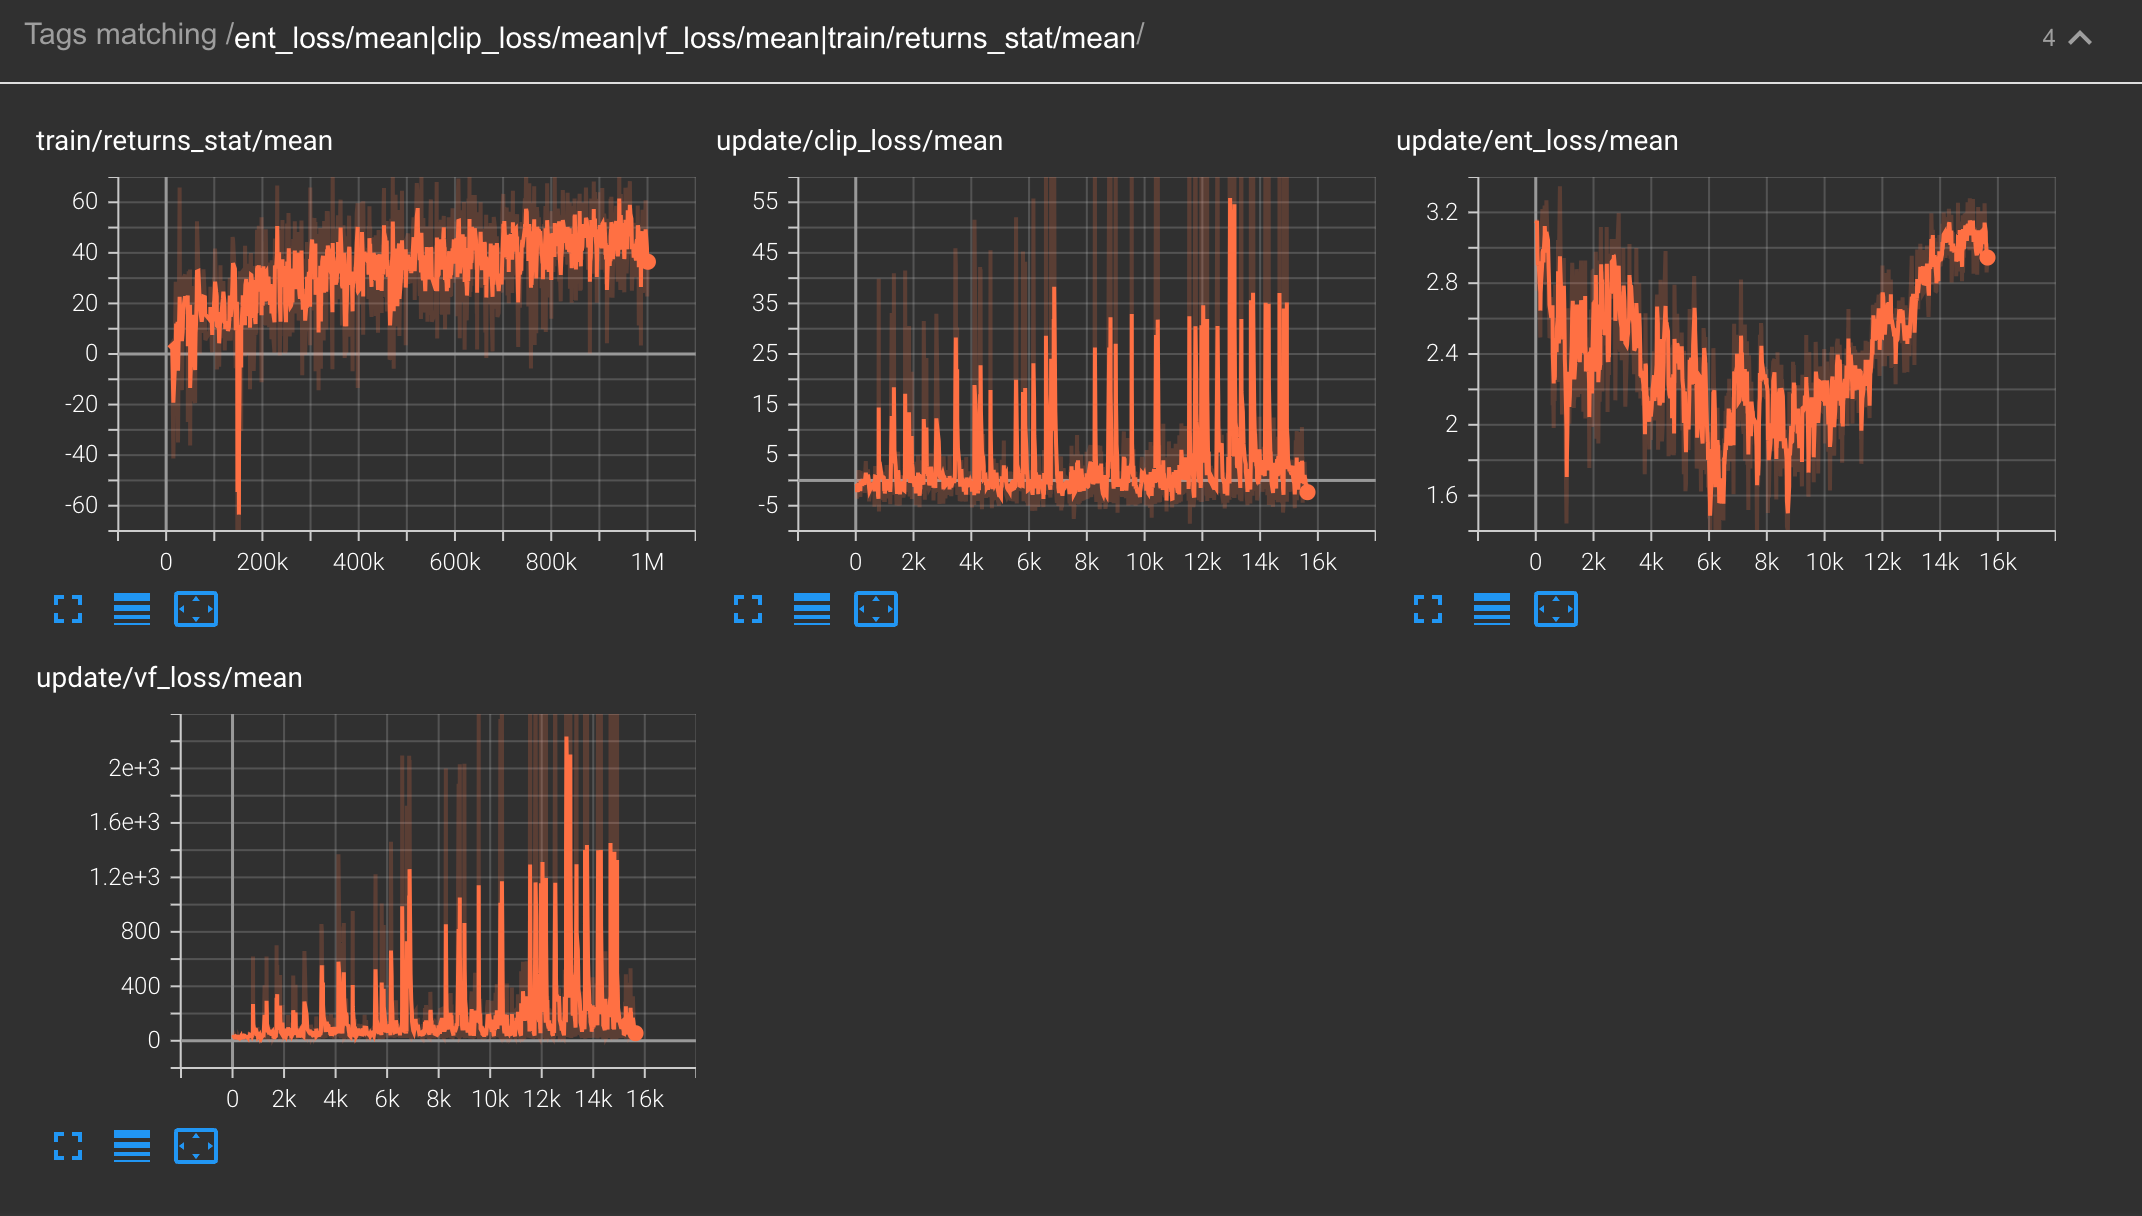 Tags matching /ent_loss/mean|clip_loss/mean|vf_loss/mean|train/returns_stat/mean/ 4
train/returns_stat/mean
60
40
20
0
-20
-40
-60
0 200k 400k 600k 800k 1M
update/clip_loss/mean
55
45
35
25
15
5
-5
0 2k 4k 6k 8k 10k 12k 14k 16k
update/ent_loss/mean
3.2
2.8
2.4
2
1.6
0 2k 4k 6k 8k 10k 12k 14k 16k
update/vf_loss/mean
2e+3
1.6e+3
1.2e+3
800
400
0
0 2k 4k 6k 8k 10k 12k 14k 16k